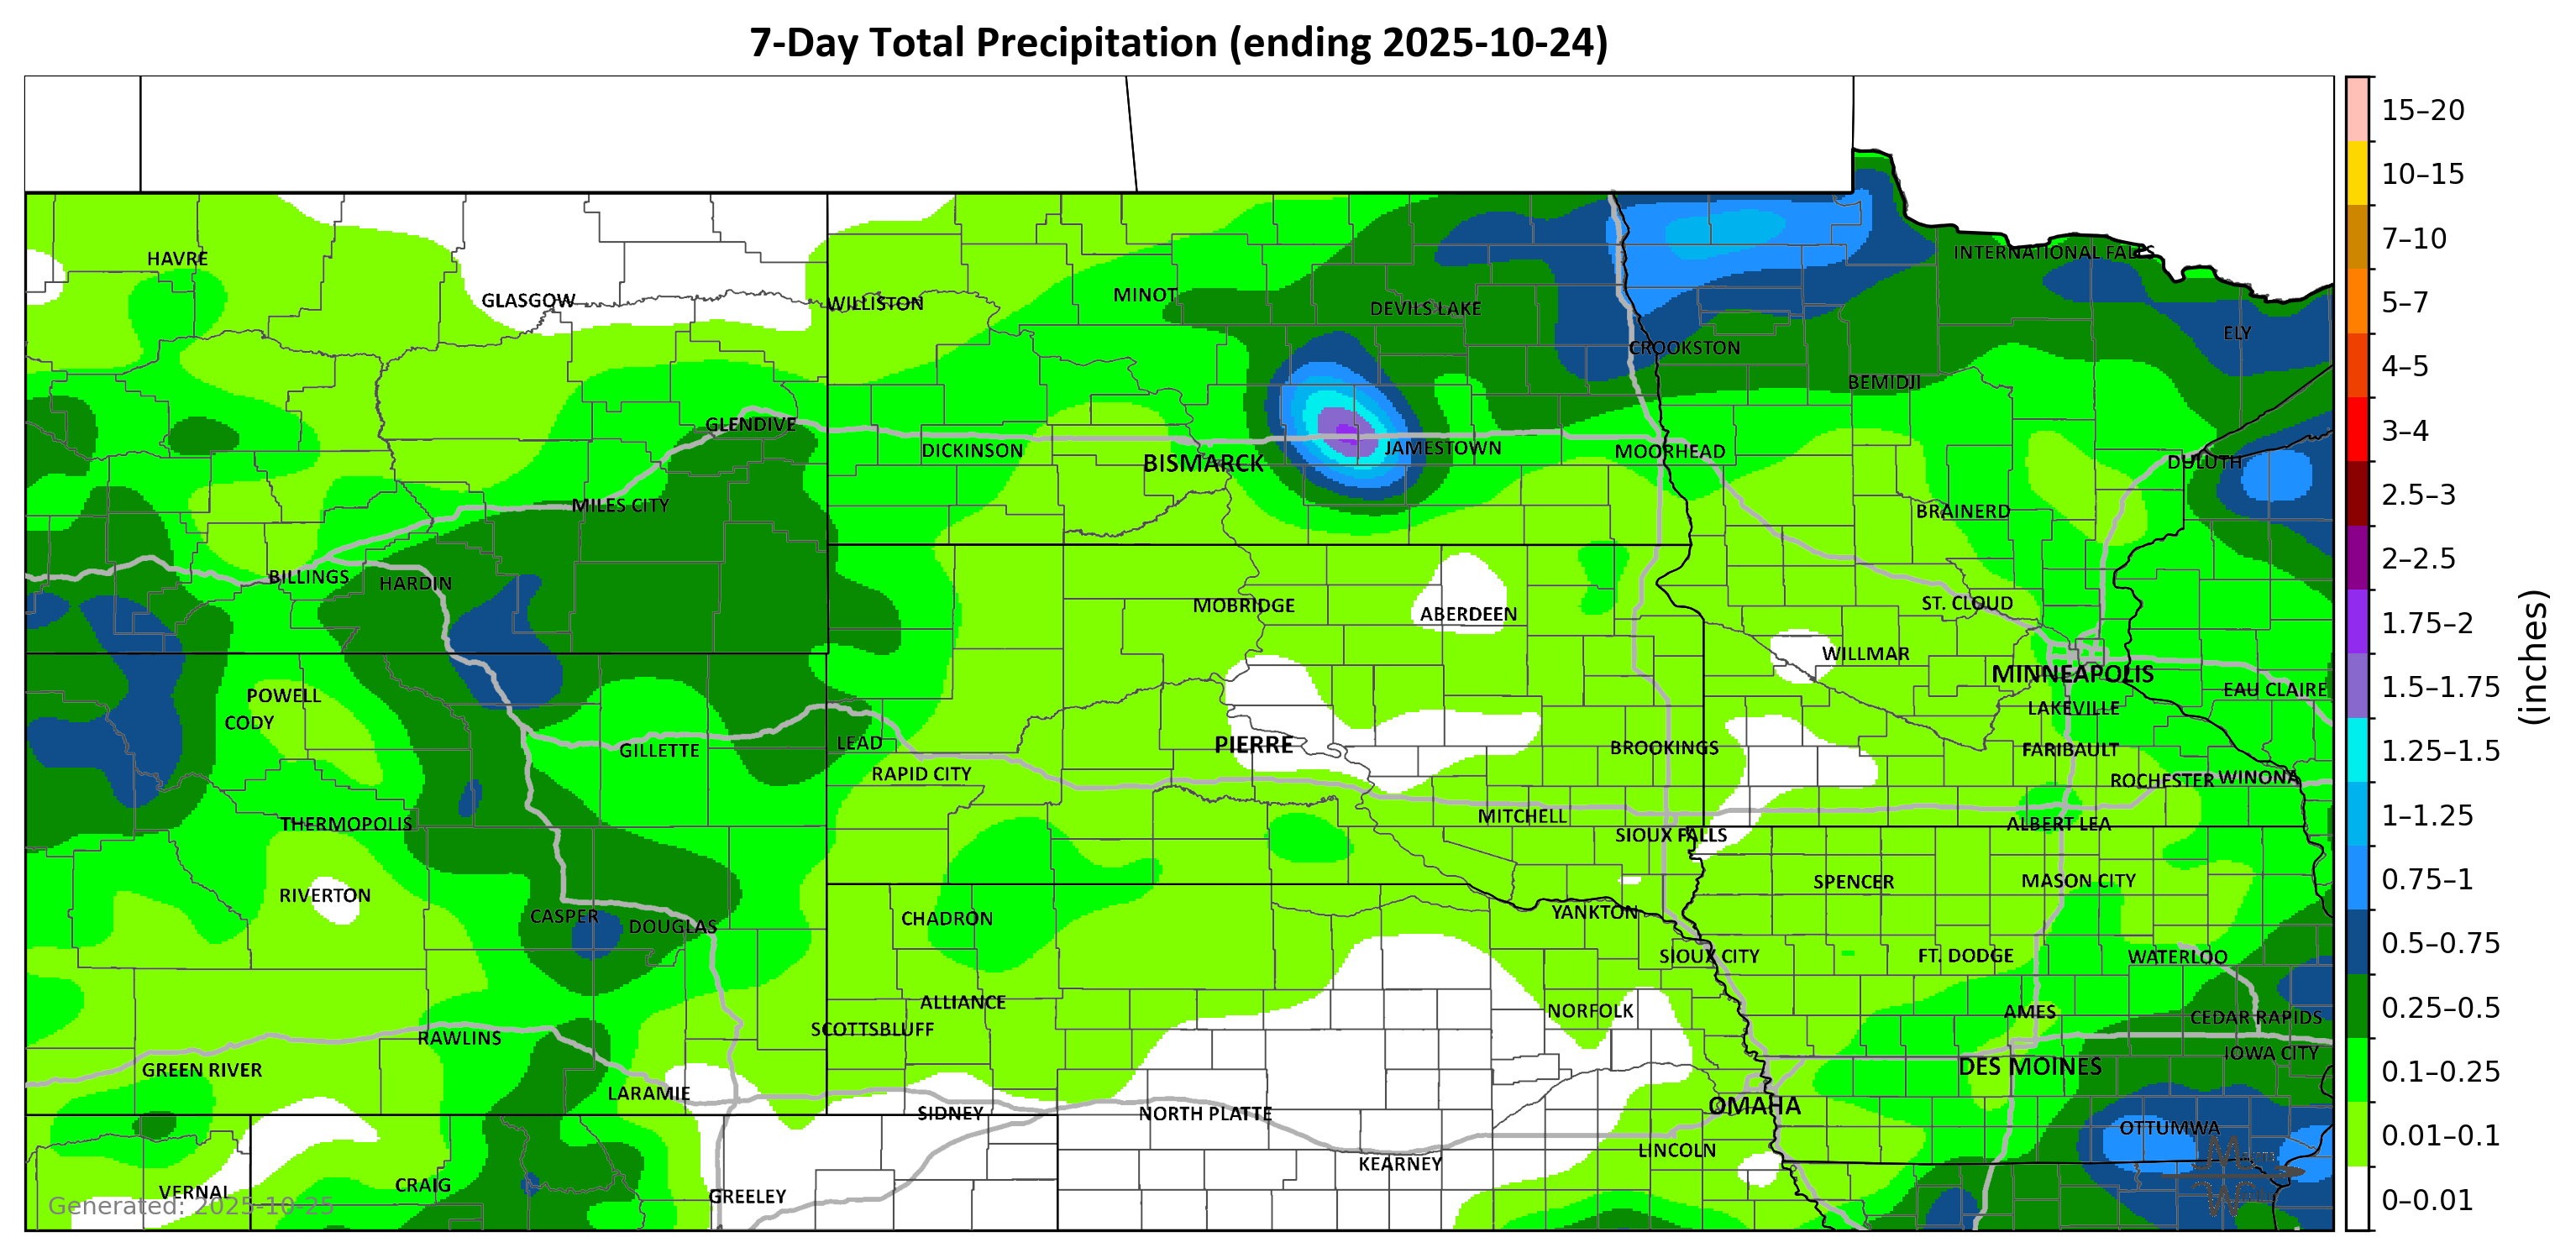 7-Day Total Precipitation (ending 2025-10-24)
15–20
10–15
7–10
5–7
4–5
3–4
2.5–3
2–2.5
1.75–2
1.5–1.75
1.25–1.5
1–1.25
0.75–1
0.5–0.75
0.25–0.5
0.1–0.25
0.01–0.1
0–0.01
(inches)
HAVRE
INTERNATIONAL FALLS
GLASGOW
WILLISTON
MINOT
DEVILS LAKE
ELY
CROOKSTON
BEMIDJI
GLENDIVE
DICKINSON
BISMARCK
JAMESTOWN
MOORHEAD
DULUTH
MILES CITY
BRAINERD
BILLINGS
HARDIN
MOBRIDGE
ABERDEEN
ST. CLOUD
WILLMAR
MINNEAPOLIS
POWELL
EAU CLAIRE
CODY
LAKEVILLE
GILLETTE
LEAD
PIERRE
BROOKINGS
FARIBAULT
RAPID CITY
ROCHESTER
WINONA
THERMOPOLIS
MITCHELL
SIOUX FALLS
ALBERT LEA
RIVERTON
SPENCER
MASON CITY
CASPER
DOUGLAS
CHADRON
YANKTON
SIOUX CITY
FT. DODGE
WATERLOO
ALLIANCE
NORFOLK
AMES
CEDAR RAPIDS
SCOTTSBLUFF
RAWLINS
IOWA CITY
GREEN RIVER
DES MOINES
LARAMIE
SIDNEY
NORTH PLATTE
OMAHA
OTTUMWA
LINCOLN
KEARNEY
VERNAL
CRAIG
GREELEY
Generated: 2025-10-25